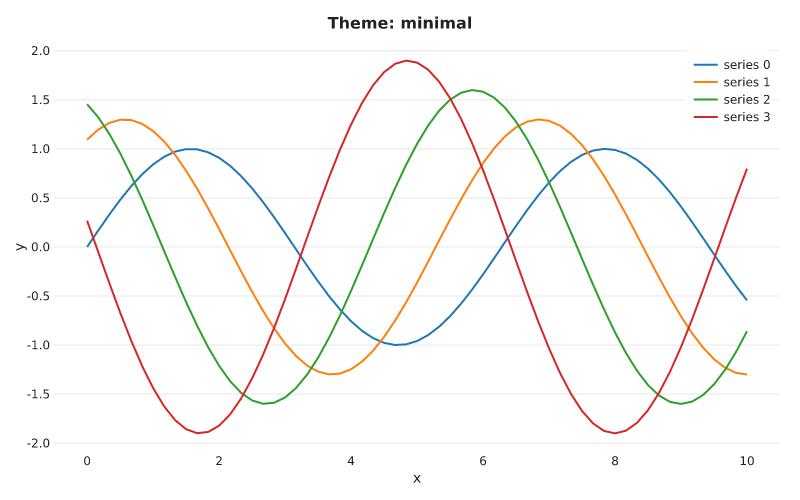 Theme: minimal
2.0
1.5
1.0
0.5
0.0
-0.5
-1.0
-1.5
-2.0
y
series 0
series 1
series 2
series 3
0 2 4 6 8 10
x